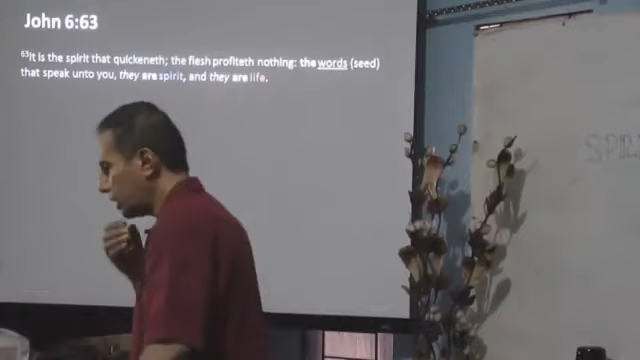 John 6:63
63It is the spirit that quickeneth; the flesh profiteth nothing: the words (seed)
that speak unto you, they are spirit, and they are life.